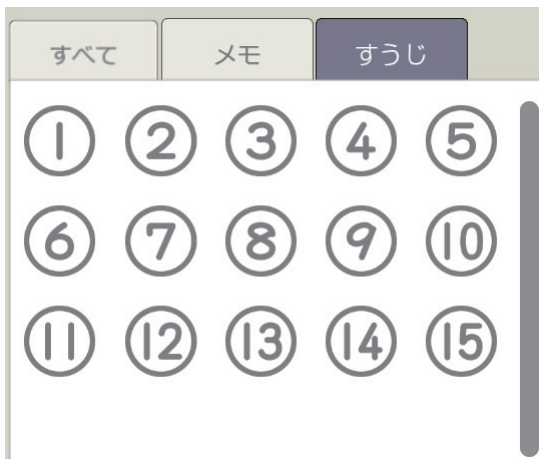 すべて メモ すうじ
① ② ③ ④ ⑤
⑥ ⑦ ⑧ ⑨ ⑩
⑪ ⑫ ⑬ ⑭ ⑮